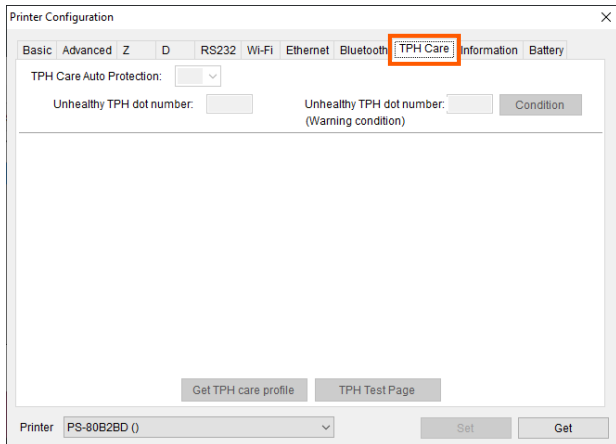 Printer Configuration
Basic Advanced Z D RS232 Wi-Fi Ethernet Bluetooth TPH Care Information Battery
TPH Care Auto Protection:
Unhealthy TPH dot number: Unhealthy TPH dot number: Condition
(Warning condition)
Get TPH care profile TPH Test Page
Printer PS-80B2BD () Set Get